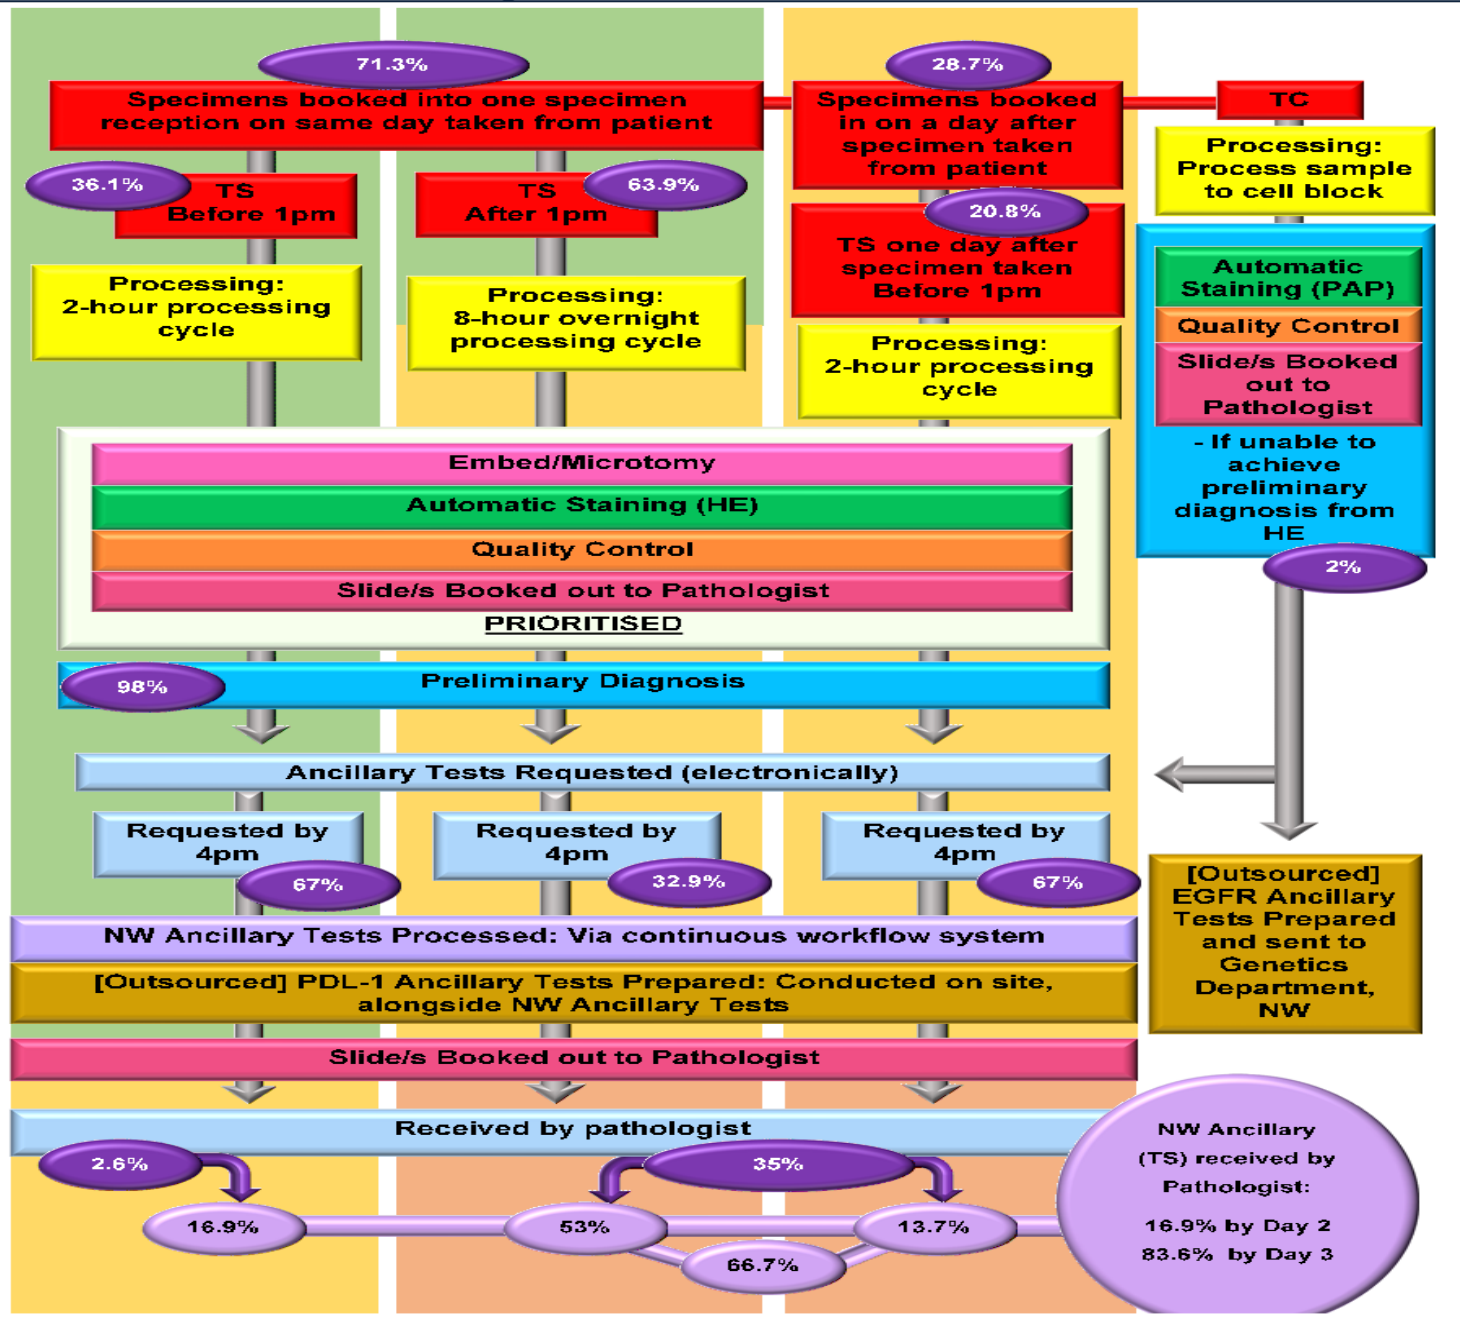 71.3%
Specimens booked into one specimen
reception on same day taken from patient
28.7%
Specimens booked
in on a day after
specimen taken
from patient
TC
Processing:
Process sample
to cell block
36.1%
TS
Before 1pm
TS
After 1pm
63.9%
20.8%
TS one day after
specimen taken
Before 1pm
Automatic
Staining (PAP)
Quality Control
Slide/s Booked
out to
Pathologist
- If unable to
achieve
preliminary
diagnosis from
HE
2%
Processing:
2-hour processing
cycle
Processing:
8-hour overnight
processing cycle
Processing:
2-hour processing
cycle
Embed/Microtomy
Automatic Staining (HE)
Quality Control
Slide/s Booked out to Pathologist
PRIORITISED
98%
Preliminary Diagnosis
Ancillary Tests Requested (electronically)
Requested by
4pm
67%
Requested by
4pm
32.9%
Requested by
4pm
67%
[Outsourced]
EGFR Ancillary
Tests Prepared
and sent to
Genetics
Department,
NW
NW Ancillary Tests Processed: Via continuous workflow system
[Outsourced] PDL-1 Ancillary Tests Prepared: Conducted on site,
alongside NW Ancillary Tests
Slide/s Booked out to Pathologist
Received by pathologist
2.6%
35%
16.9%
53%
13.7%
66.7%
NW Ancillary
(TS) received by
Pathologist:
16.9% by Day 2
83.6% by Day 3